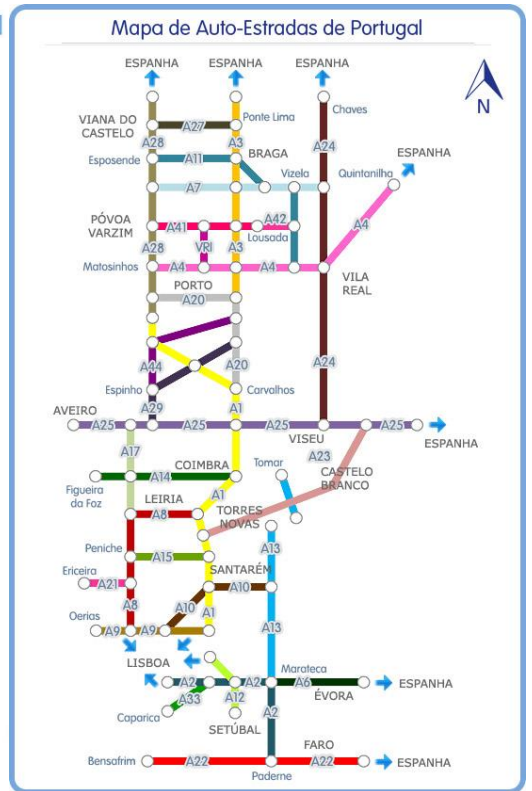 Mapa de Auto-Estradas de Portugal
ESPANHA
ESPANHA
ESPANHA
N
Chaves
Ponte Lima
VIANA DO
CASTELO
A27
A28
A3
A24
ESPANHA
BRAGA
Esposende
A11
Vizela
Quintanilha
A7
PÓVOA
VARZIM
A41
A42
A4
Lousada
A28
VRI
A3
Matosinhos
A4
A4
VILA
REAL
PORTO
A20
A44
A20
A24
Espinho
Carvalhos
A29
A1
AVEIRO
A25
A25
A25
A25
VISEU
ESPANHA
A17
A23
COIMBRA
Tomar
CASTELO
BRANCO
A14
Figueira
da Foz
A1
LEIRIA
A8
TORRES
NOVAS
A13
Peniche
A15
SANTARÉM
Ericeira
A21
A10
A8
A10
A1
A13
Oerias
A9
A9
LISBOA
Marateca
A2
A2
A6
ESPANHA
A33
A12
ÉVORA
Caparica
A2
SETÚBAL
FARO
Bensafrim
A22
A22
ESPANHA
Paderne